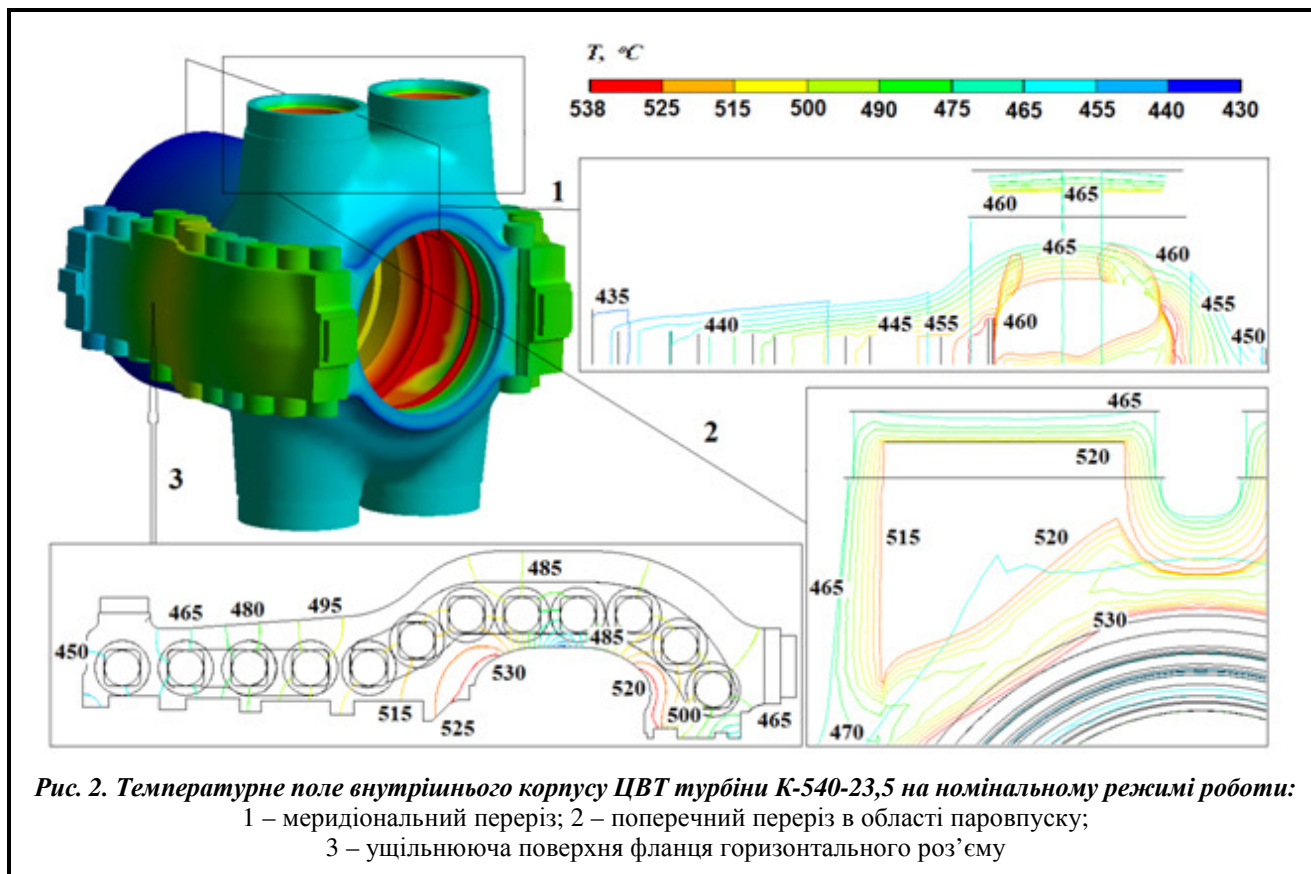 T, °C
538 525 515 500 490 475 465 455 440 430
1
460 465
465 460
435 455
440 445 455 460 450
2
465
520
515 520
465
530
470
3
485
465 480 495
450 485
530 520
515 500 465
525
Рис. 2. Температурне поле внутрішнього корпусу ЦВТ турбіни К-540-23,5 на номінальному режимі роботи:
1 – меридіональний переріз; 2 – поперечний переріз в області паровпуску;
3 – ущільнююча поверхня фланця горизонтального роз’єму